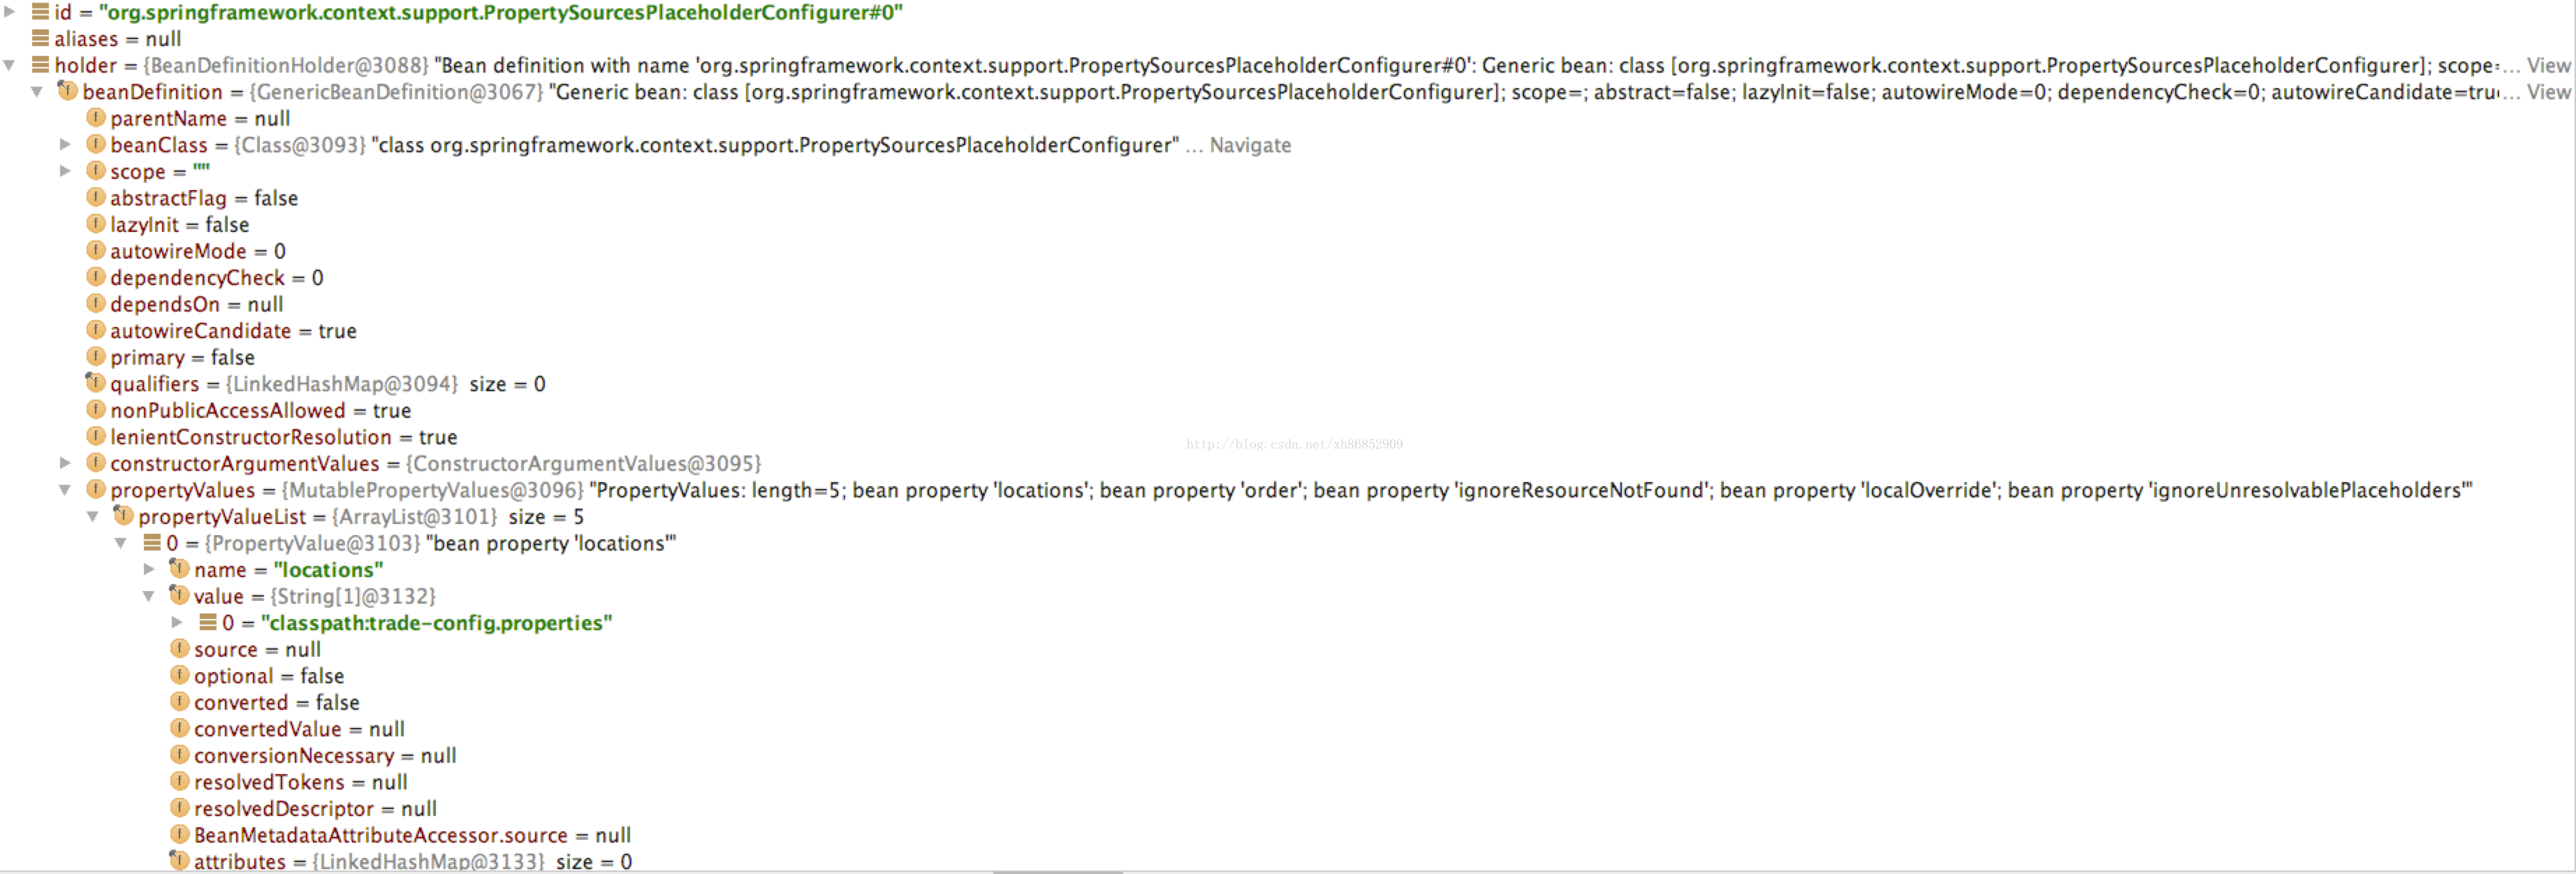 id = "org.springframework.context.support.PropertySourcesPlaceholderConfigurer#0"
aliases = null
holder = {BeanDefinitionHolder@3088} "Bean definition with name 'org.springframework.context.support.PropertySourcesPlaceholderConfigurer#0': Generic bean: class [org.springframework.context.support.PropertySourcesPlaceholderConfigurer]; scope=... View
beanDefinition = {GenericBeanDefinition@3067} "Generic bean: class [org.springframework.context.support.PropertySourcesPlaceholderConfigurer]; scope=; abstract=false; lazyInit=false; autowireMode=0; dependencyCheck=0; autowireCandidate=tru... View
parentName = null
beanClass = {Class@3093} "class org.springframework.context.support.PropertySourcesPlaceholderConfigurer" ... Navigate
scope = ""
abstractFlag = false
lazyInit = false
autowireMode = 0
dependencyCheck = 0
dependsOn = null
autowireCandidate = true
primary = false
qualifiers = {LinkedHashMap@3094} size = 0
nonPublicAccessAllowed = true
lenientConstructorResolution = true
http://blog.csdn.net/xh86852909
constructorArgumentValues = {ConstructorArgumentValues@3095}
propertyValues = {MutablePropertyValues@3096} "PropertyValues: length=5; bean property 'locations'; bean property 'order'; bean property 'ignoreResourceNotFound'; bean property 'localOverride'; bean property 'ignoreUnresolvablePlaceholders'"
propertyValueList = {ArrayList@3101} size = 5
0 = {PropertyValue@3103} "bean property 'locations'"
name = "locations"
value = {String[1]@3132}
0 = "classpath:trade-config.properties"
source = null
optional = false
converted = false
convertedValue = null
conversionNecessary = null
resolvedTokens = null
resolvedDescriptor = null
BeanMetadataAttributeAccessor.source = null
attributes = {LinkedHashMap@3133} size = 0